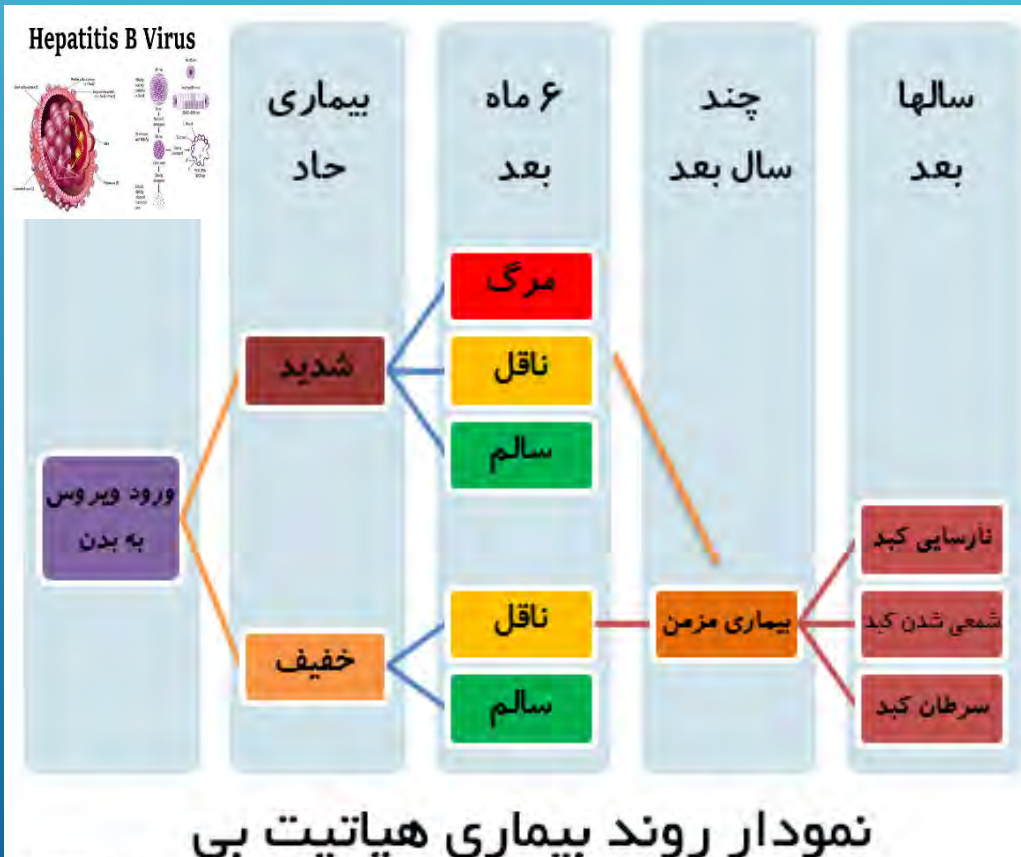 Hepatitis B Virus
بیماری
حاد
۶ ماه
بعد
چند
سال بعد
سالها
بعد
ورود ویروس
به بدن
شدید
خفیف
مرگ
ناقل
سالم
ناقل
سالم
بیماری مزمن
نارسایی کبد
شمعی شدن کبد
سرطان کبد
نمودار روند بیماری هپاتیت بی